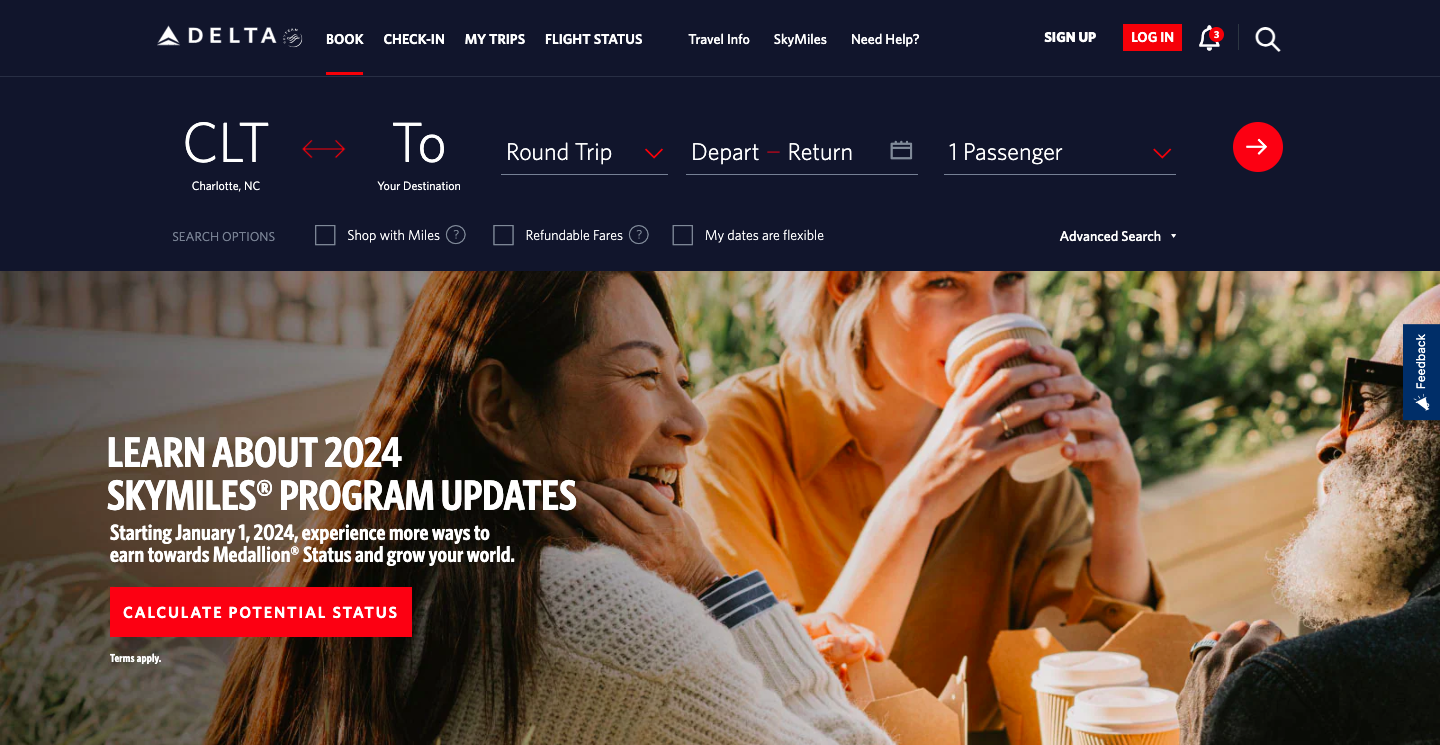 DELTA
BOOK
CHECK-IN
MY TRIPS
FLIGHT STATUS
Travel Info
SkyMiles
Need Help?
SIGN UP
LOG IN
3
CLT
Charlotte, NC
To
Your Destination
Round Trip
Depart — Return
1 Passenger
SEARCH OPTIONS
Shop with Miles ?
Refundable Fares ?
My dates are flexible
Advanced Search
Feedback
LEARN ABOUT 2024
SKYMILES® PROGRAM UPDATES
Starting January 1, 2024, experience more ways to
earn towards Medallion® Status and grow your world.
CALCULATE POTENTIAL STATUS
Terms apply.